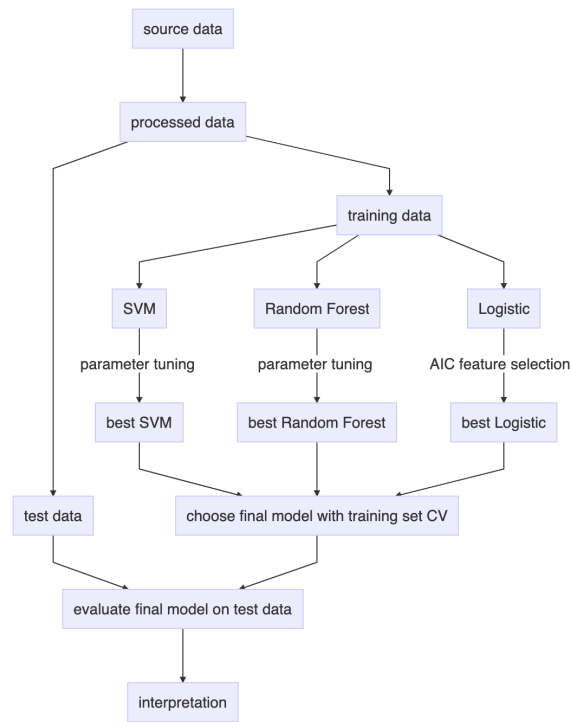 source data
processed data
training data
SVM
Random Forest
Logistic
parameter tuning
parameter tuning
AIC feature selection
best SVM
best Random Forest
best Logistic
test data
choose final model with training set CV
evaluate final model on test data
interpretation